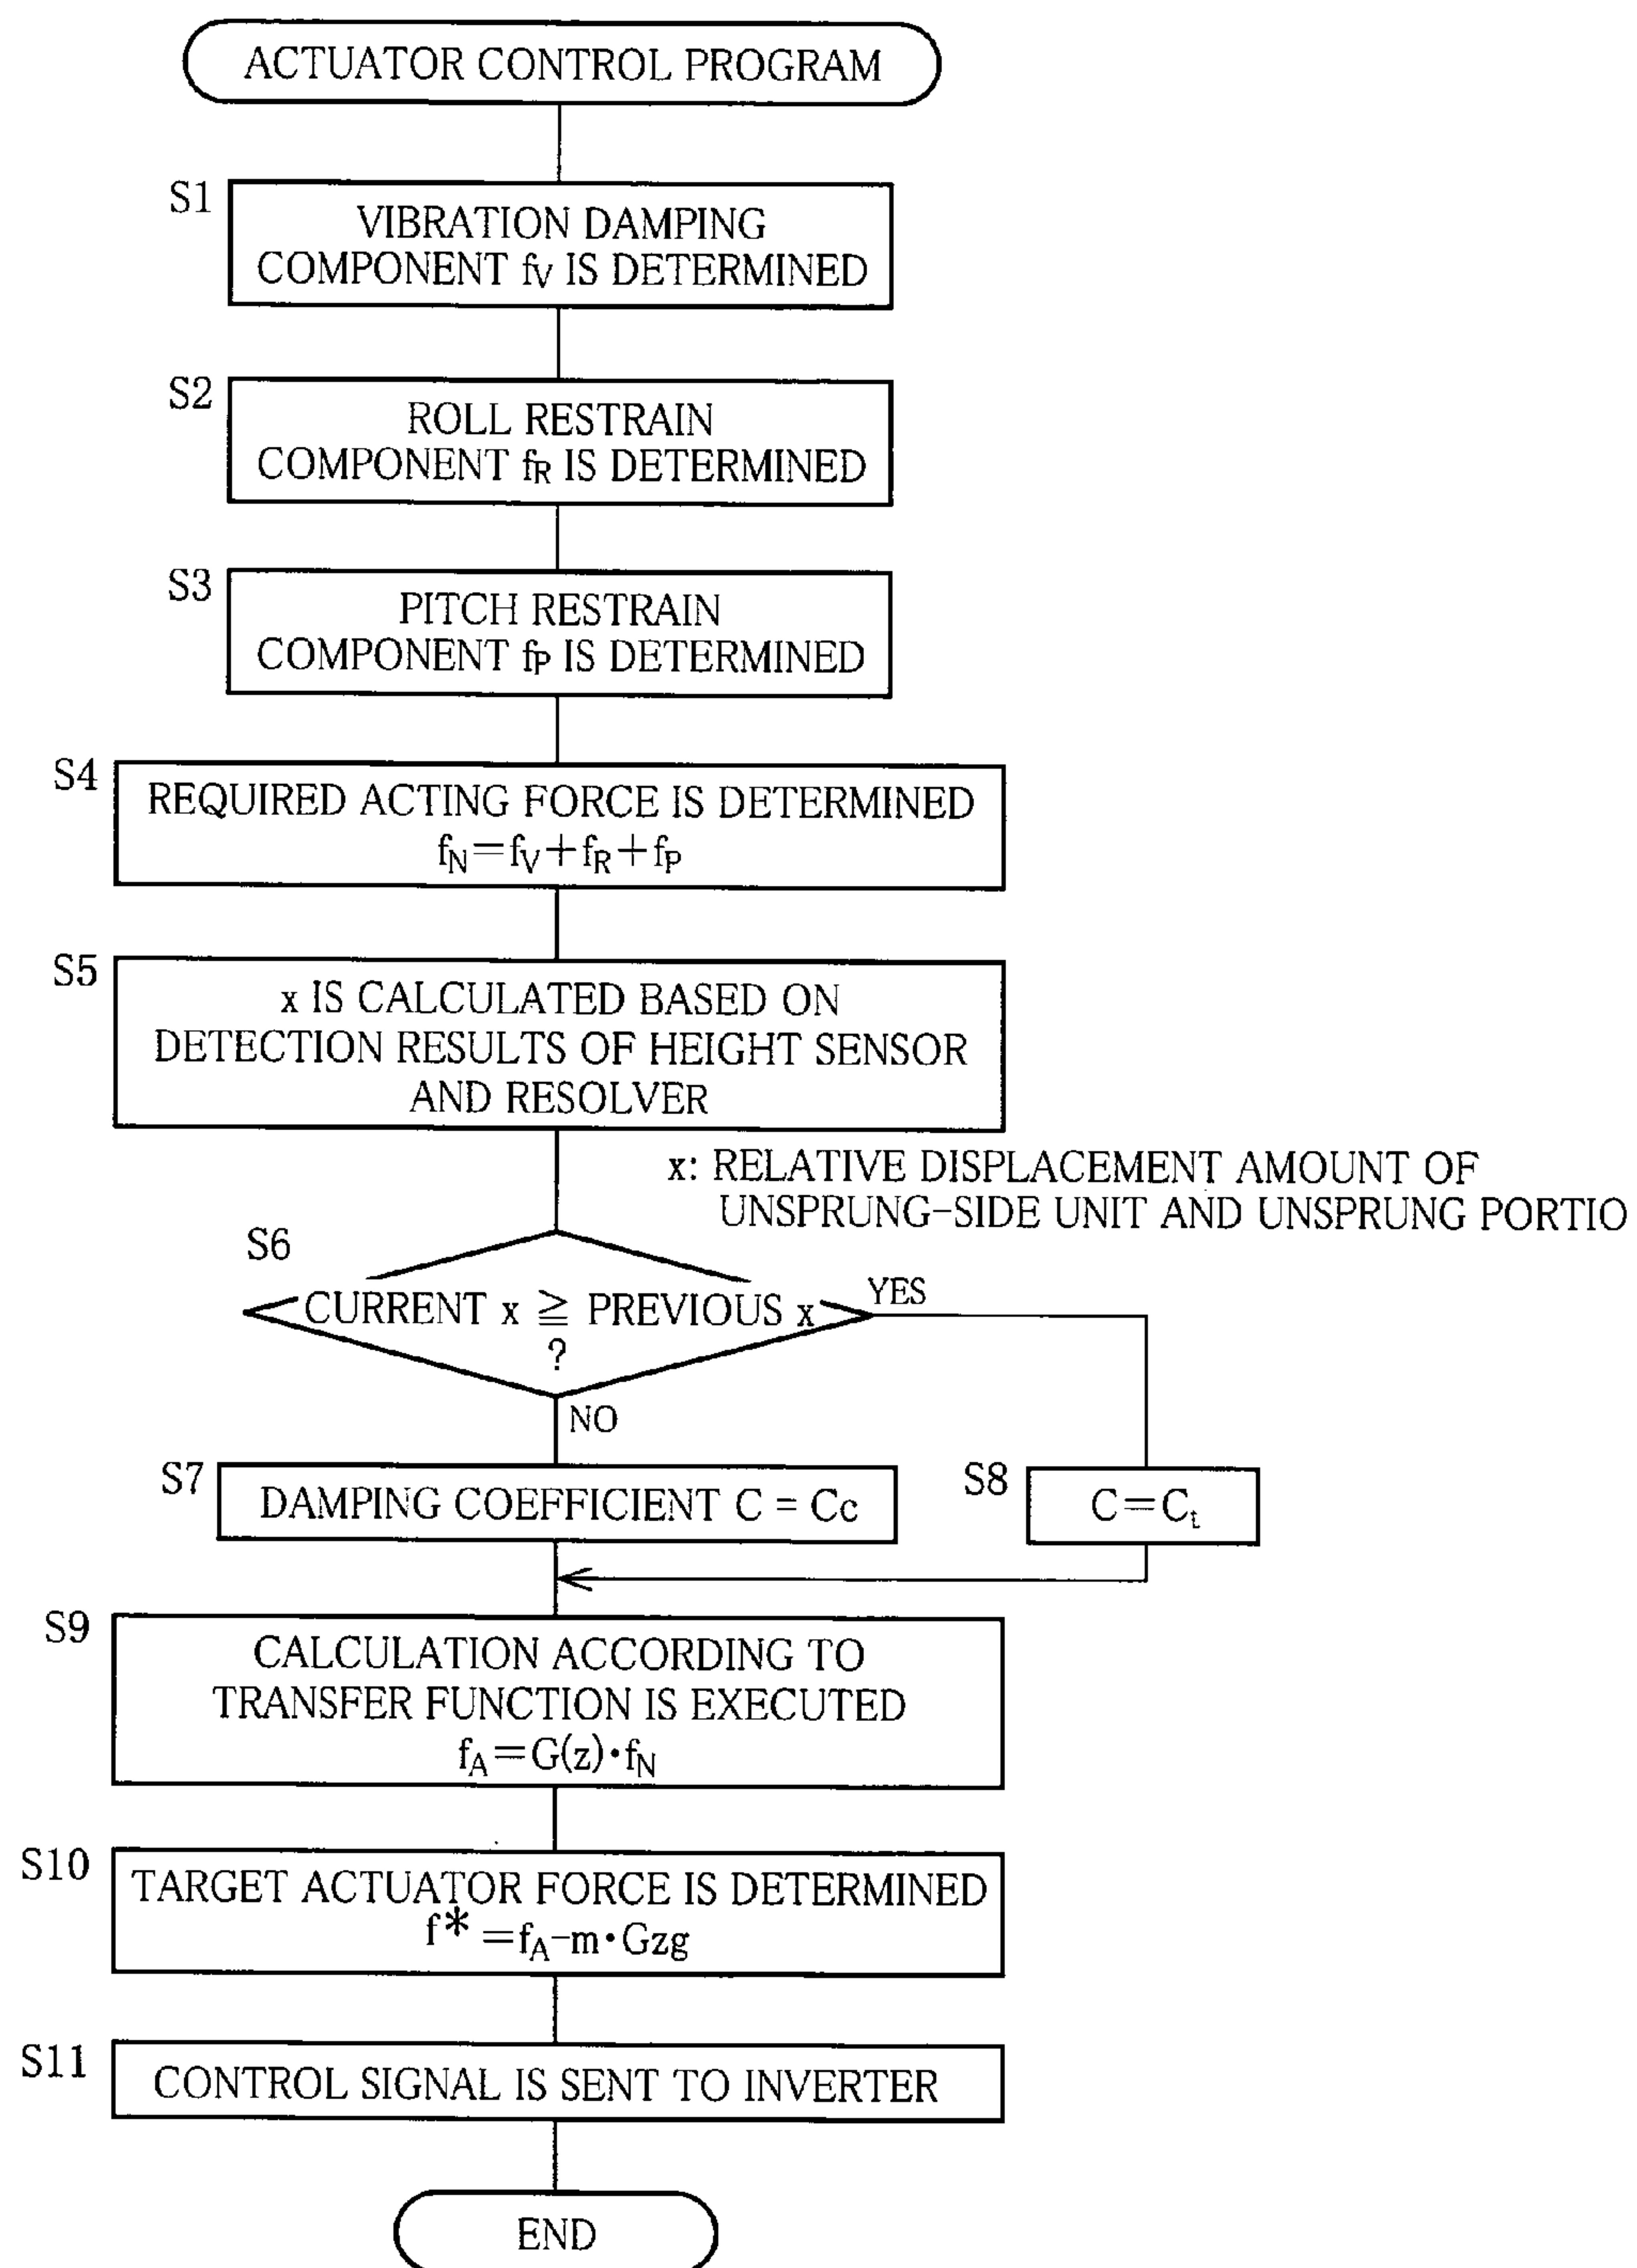 ACTUATOR CONTROL PROGRAM
S1
VIBRATION DAMPING
COMPONENT fV IS DETERMINED
S2
ROLL RESTRAIN
COMPONENT fR IS DETERMINED
S3
PITCH RESTRAIN
COMPONENT fP IS DETERMINED
S4
REQUIRED ACTING FORCE IS DETERMINED
fN=fV+fR+fP
S5
x IS CALCULATED BASED ON
DETECTION RESULTS OF HEIGHT SENSOR
AND RESOLVER
x: RELATIVE DISPLACEMENT AMOUNT OF
UNSPRUNG-SIDE UNIT AND UNSPRUNG PORTIO
S6
CURRENT x ≧ PREVIOUS x
?
YES
NO
S7
DAMPING COEFFICIENT C = Cc
S8
C=Ct
S9
CALCULATION ACCORDING TO
TRANSFER FUNCTION IS EXECUTED
fA=G(z)·fN
S10
TARGET ACTUATOR FORCE IS DETERMINED
f*=fA-m·Gzg
S11
CONTROL SIGNAL IS SENT TO INVERTER
END